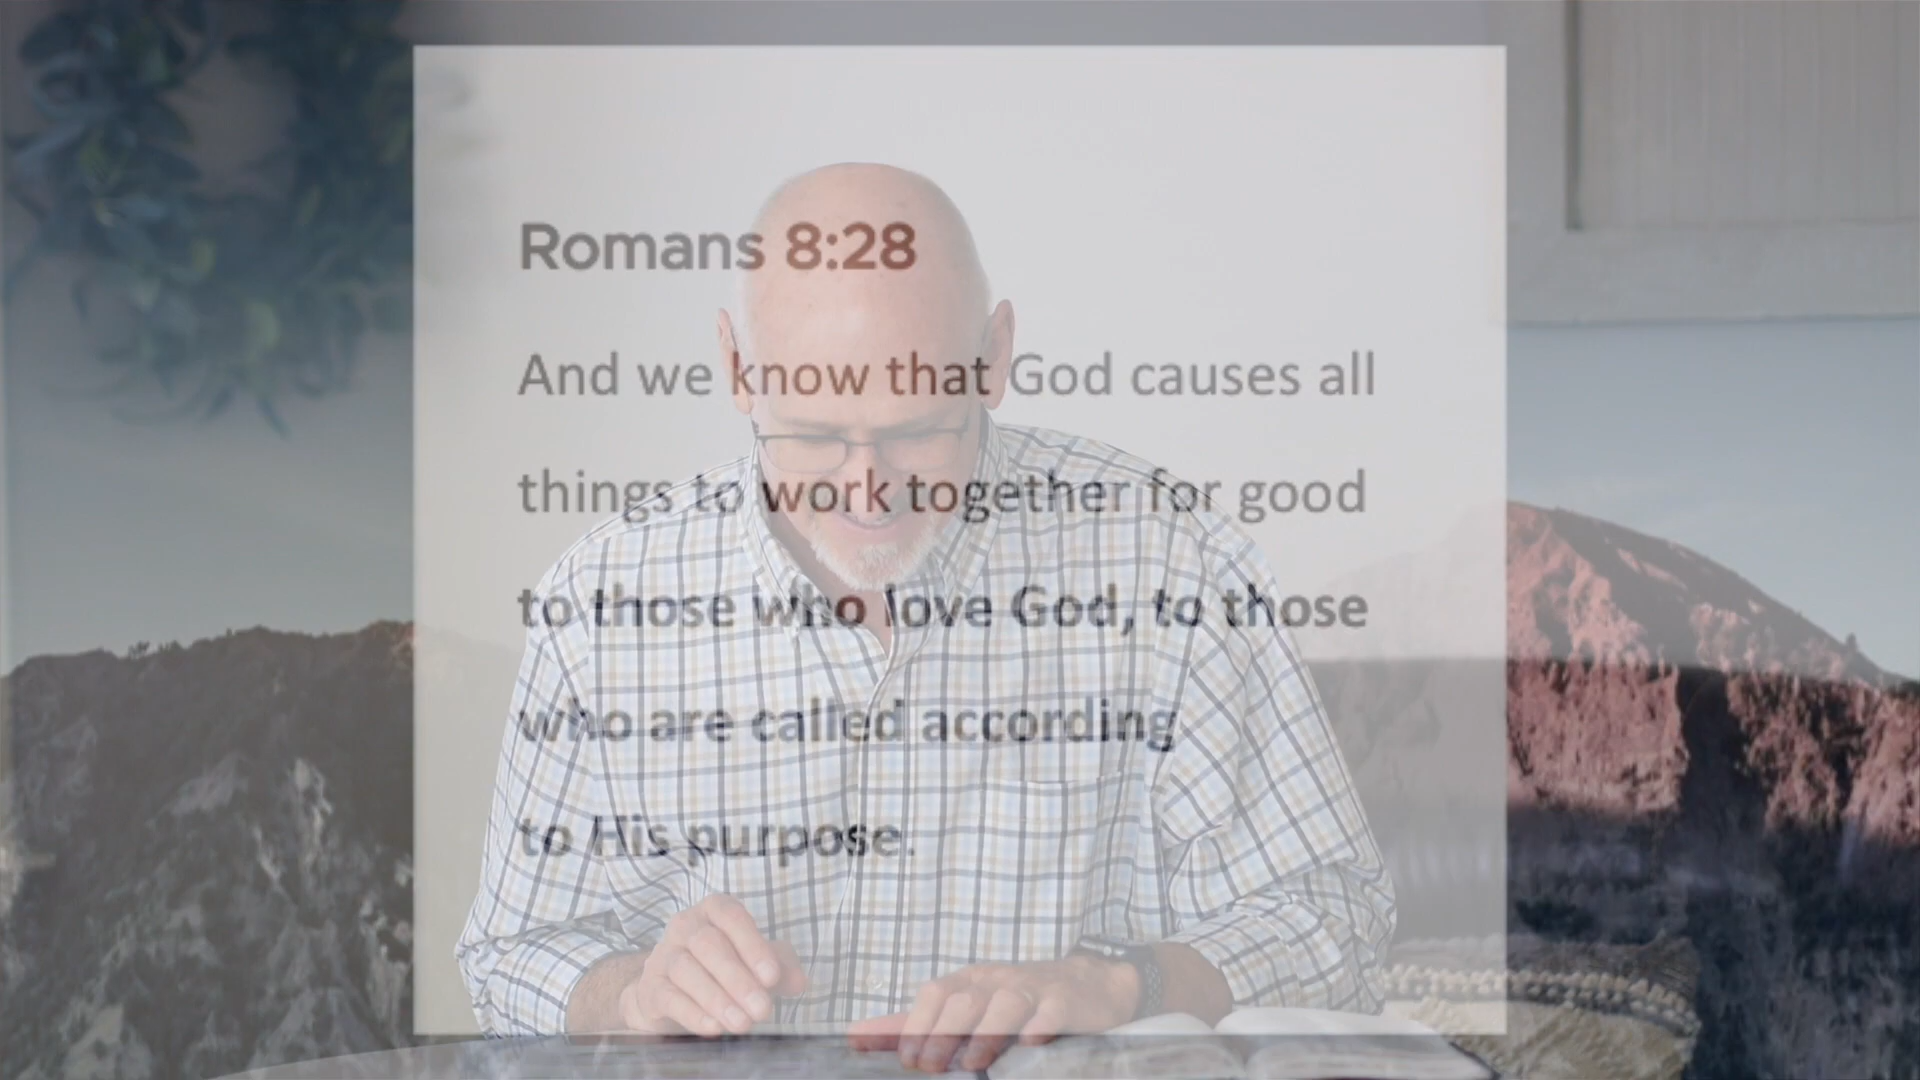 Romans 8:28
And we know that God causes all
things to work together for good
to those who love God, to those
who are called according
to His purpose.